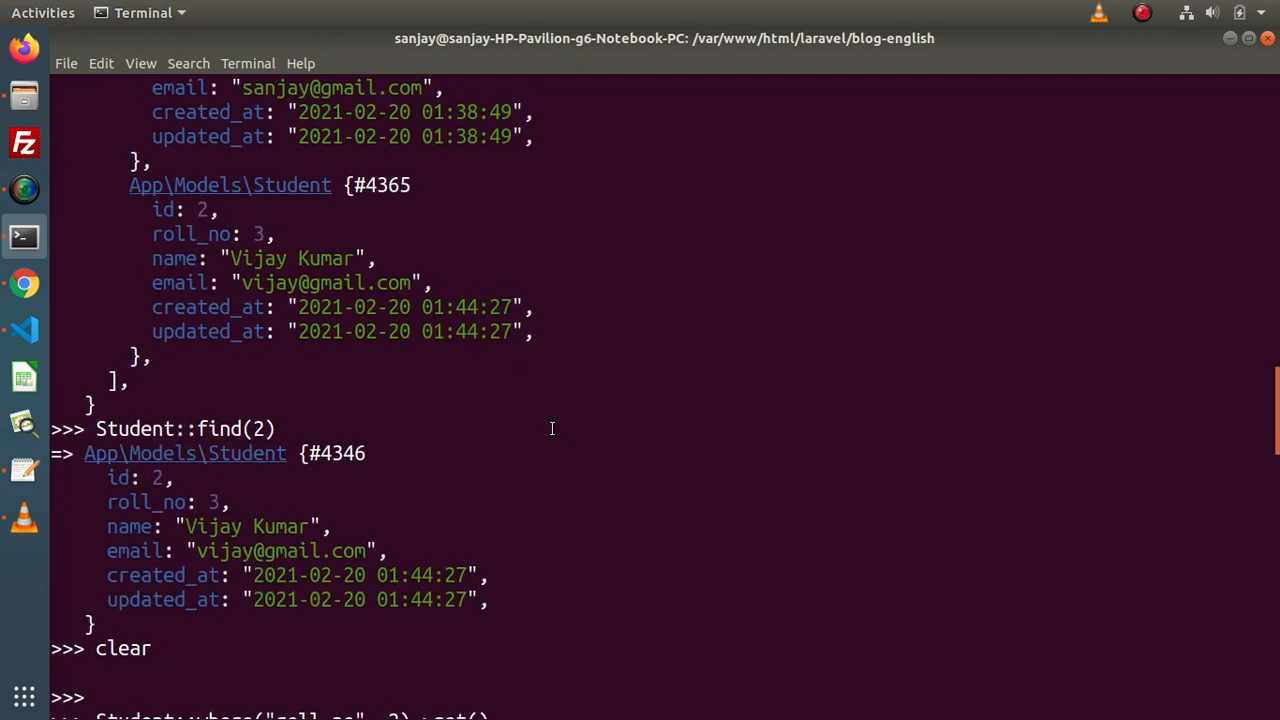 Activities Terminal
sanjay@sanjay-HP-Pavilion-g6-Notebook-PC: /var/www/html/laravel/blog-english
File Edit View Search Terminal Help
email: "sanjay@gmail.com",
created_at: "2021-02-20 01:38:49",
updated_at: "2021-02-20 01:38:49",
},
App\Models\Student {#4365
id: 2,
roll_no: 3,
name: "Vijay Kumar",
email: "vijay@gmail.com",
created_at: "2021-02-20 01:44:27",
updated_at: "2021-02-20 01:44:27",
},
],
}
>>> Student::find(2)
=> App\Models\Student {#4346
id: 2,
roll_no: 3,
name: "Vijay Kumar",
email: "vijay@gmail.com",
created_at: "2021-02-20 01:44:27",
updated_at: "2021-02-20 01:44:27",
}
>>> clear
>>>